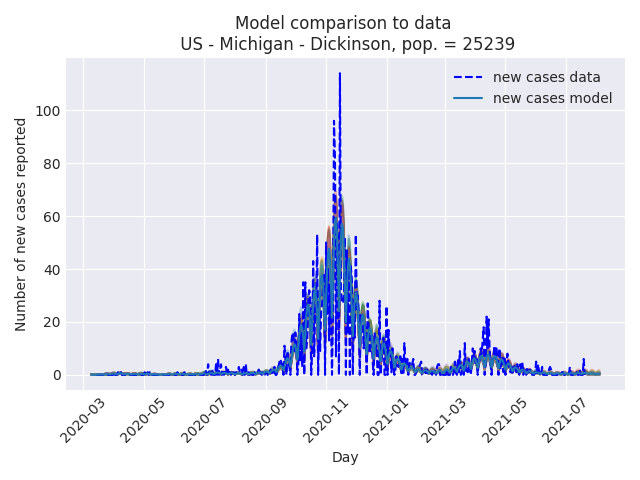 Model comparison to data
US - Michigan - Dickinson, pop. = 25239
new cases data
new cases model
Number of new cases reported
100
80
60
40
20
0
2020-03
2020-05
2020-07
2020-09
2020-11
2021-01
2021-03
2021-05
2021-07
Day